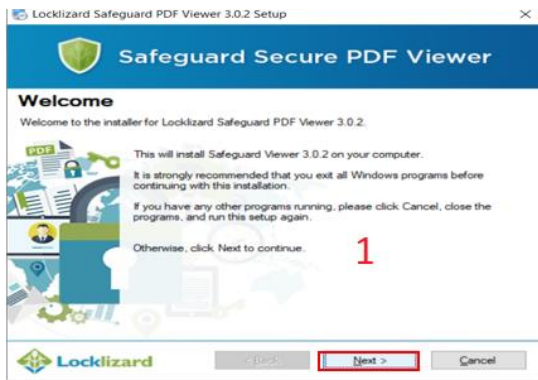 Locklizard Safeguard PDF Viewer 3.0.2 Setup
Safeguard Secure PDF Viewer
Welcome
Welcome to the installer for Locklizard Safeguard PDF Viewer 3.0.2.
PDF
This will install Safeguard Viewer 3.0.2 on your computer.
It is strongly recommended that you exit all Windows programs before
continuing with this installation.
If you have any other programs running, please click Cancel, close the
programs, and run this setup again.
Otherwise, click Next to continue.
1
Locklizard
< Back
Next >
Cancel